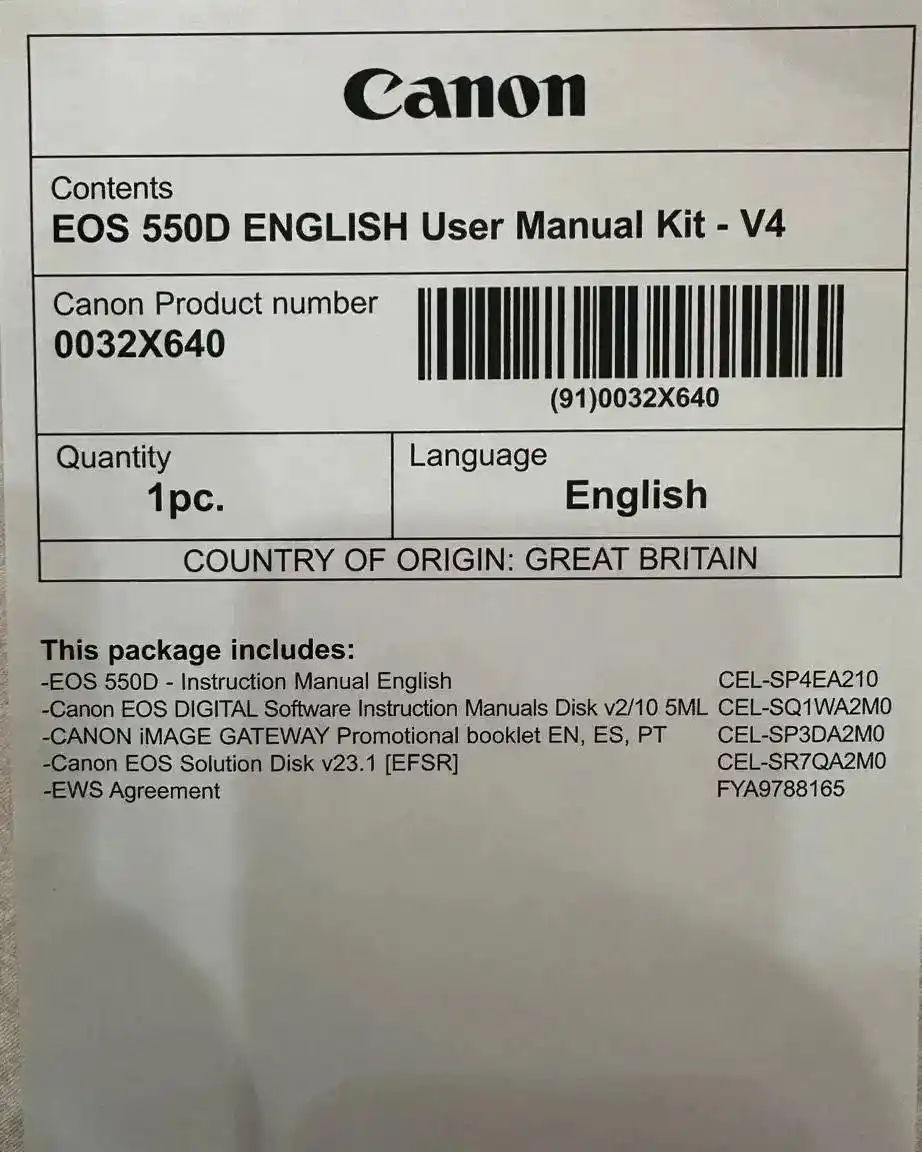 Canon
Contents
EOS 550D ENGLISH User Manual Kit - V4
Canon Product number
0032X640
(91)0032X640
Quantity
1pc.
Language
English
COUNTRY OF ORIGIN: GREAT BRITAIN
This package includes:
-EOS 550D - Instruction Manual English CEL-SP4EA210
-Canon EOS DIGITAL Software Instruction Manuals Disk v2/10 5ML CEL-SQ1WA2M0
-CANON iMAGE GATEWAY Promotional booklet EN, ES, PT CEL-SP3DA2M0
-Canon EOS Solution Disk v23.1 [EFSR] CEL-SR7QA2M0
-EWS Agreement FYA9788165